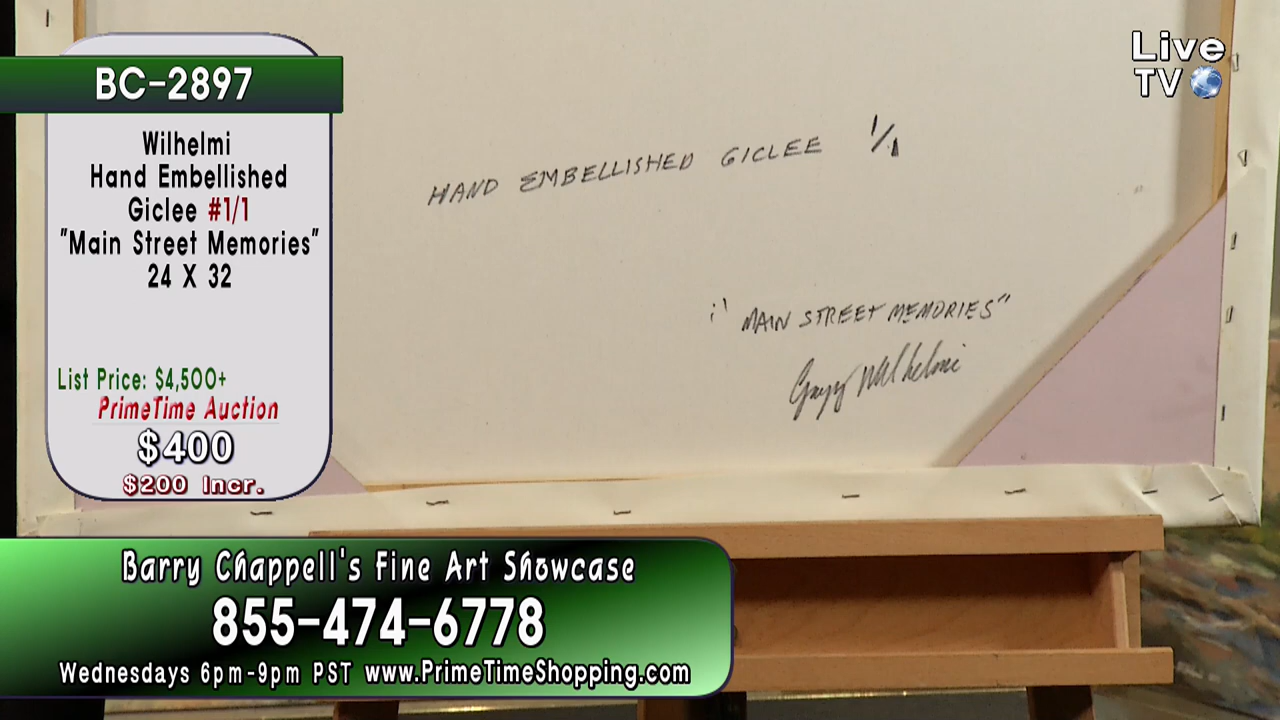 BC-2897
Wilhelmi
Hand Embellished
Giclee #1/1
"Main Street Memories"
24 X 32
List Price: $4,500+
PrimeTime Auction
$400
$200 Incr.
Live
TV
HAND EMBELLISHED GICLEE 1/1
"MAIN STREET MEMORIES"
Gregg Wilhelmi
Barry Chappell's Fine Art Showcase
855-474-6778
Wednesdays 6pm-9pm PST www.PrimeTimeShopping.com